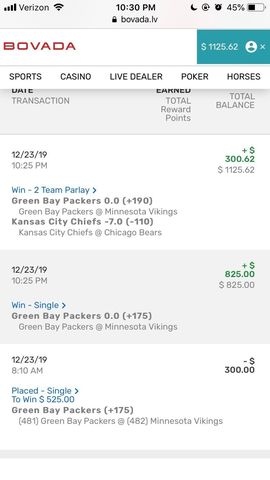 Verizon 10:30 PM 45%
bovada.lv
BOVADA $ 1125.62 ×
SPORTS CASINO LIVE DEALER POKER HORSES
DATE EARNED
TRANSACTION TOTAL TOTAL
Reward BALANCE
Points
12/23/19 + $
10:25 PM 300.62
$ 1125.62
Win - 2 Team Parlay >
Green Bay Packers 0.0 (+190)
Green Bay Packers @ Minnesota Vikings
Kansas City Chiefs -7.0 (-110)
Kansas City Chiefs @ Chicago Bears
12/23/19 + $
10:25 PM 825.00
$ 825.00
Win - Single >
Green Bay Packers 0.0 (+175)
Green Bay Packers @ Minnesota Vikings
12/23/19 - $
8:10 AM 300.00
Placed - Single >
To Win $ 525.00
Green Bay Packers (+175)
(481) Green Bay Packers @ (482) Minnesota Vikings